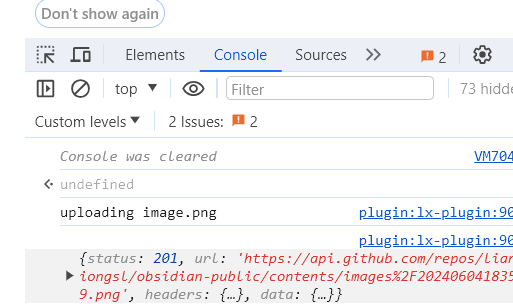 Don't show again
Elements Console Sources 2
top Filter 73 hidde
Custom levels 2 Issues: 2
Console was cleared VM704
undefined
uploading image.png plugin:lx-plugin:90
plugin:lx-plugin:90
{status: 201, url: 'https://api.github.com/repos/lian
iongsl/obsidian-public/contents/images%2F202406041835
9.png', headers: {…}, data: {…}}